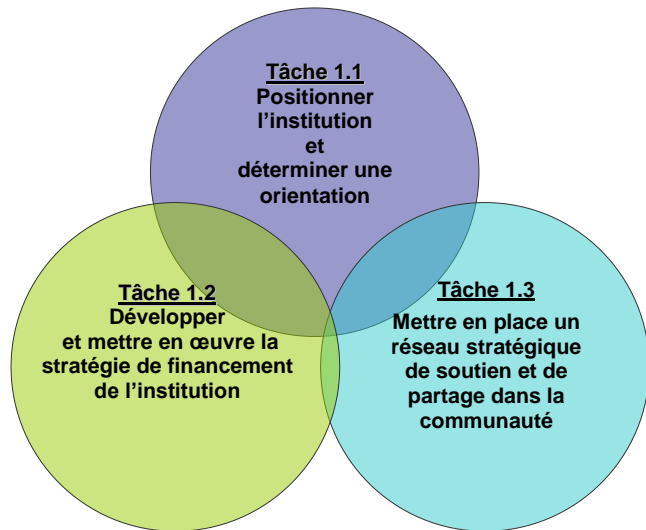 Tâche 1.1
Positionner
l’institution
et
déterminer une
orientation
Tâche 1.2
Développer
et mettre en œuvre la
stratégie de financement
de l’institution
Tâche 1.3
Mettre en place un
réseau stratégique
de soutien et de
partage dans la
communauté